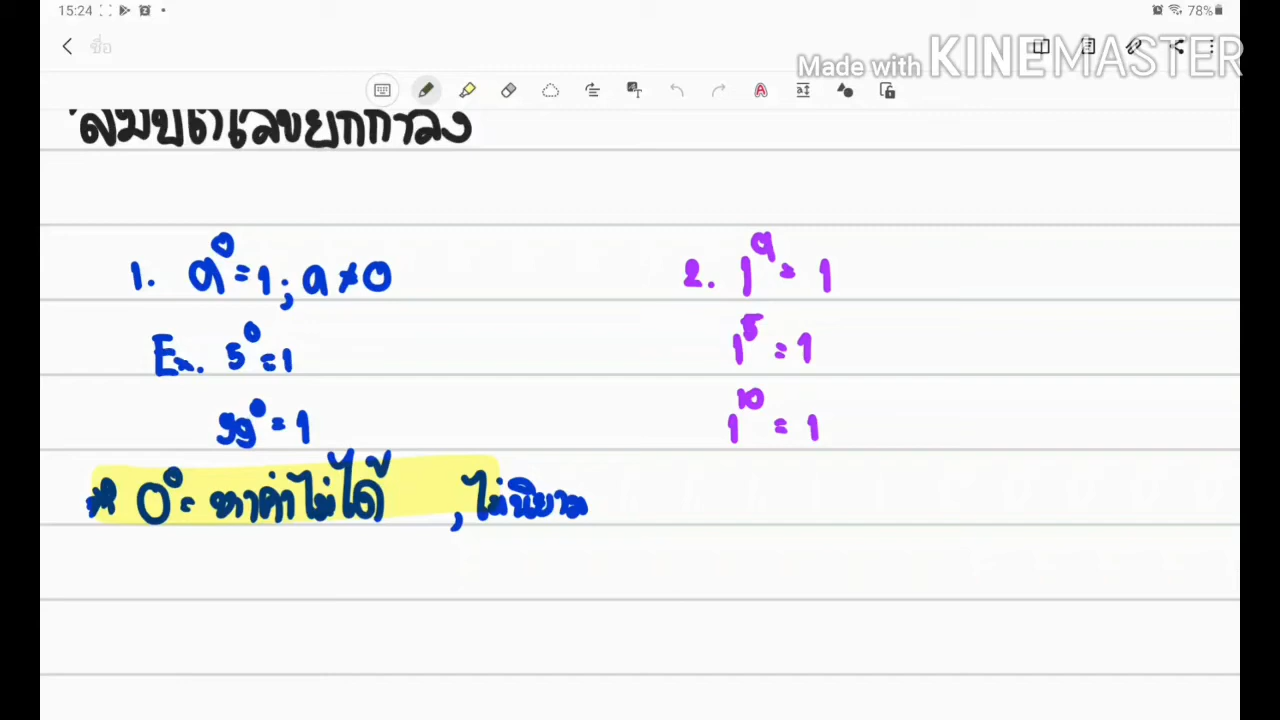 15:24
78%
ชื่อ
Made with KINEMASTER
สมบัติเลขยกกำลัง
1. a⁰ = 1 ; a ≠ 0
2. 1ᵃ = 1
Ex. 5⁰ = 1
1⁵ = 1
99⁰ = 1
1¹⁰ = 1
* 0⁰ = หาค่าไม่ได้ , ไม่นิยาม